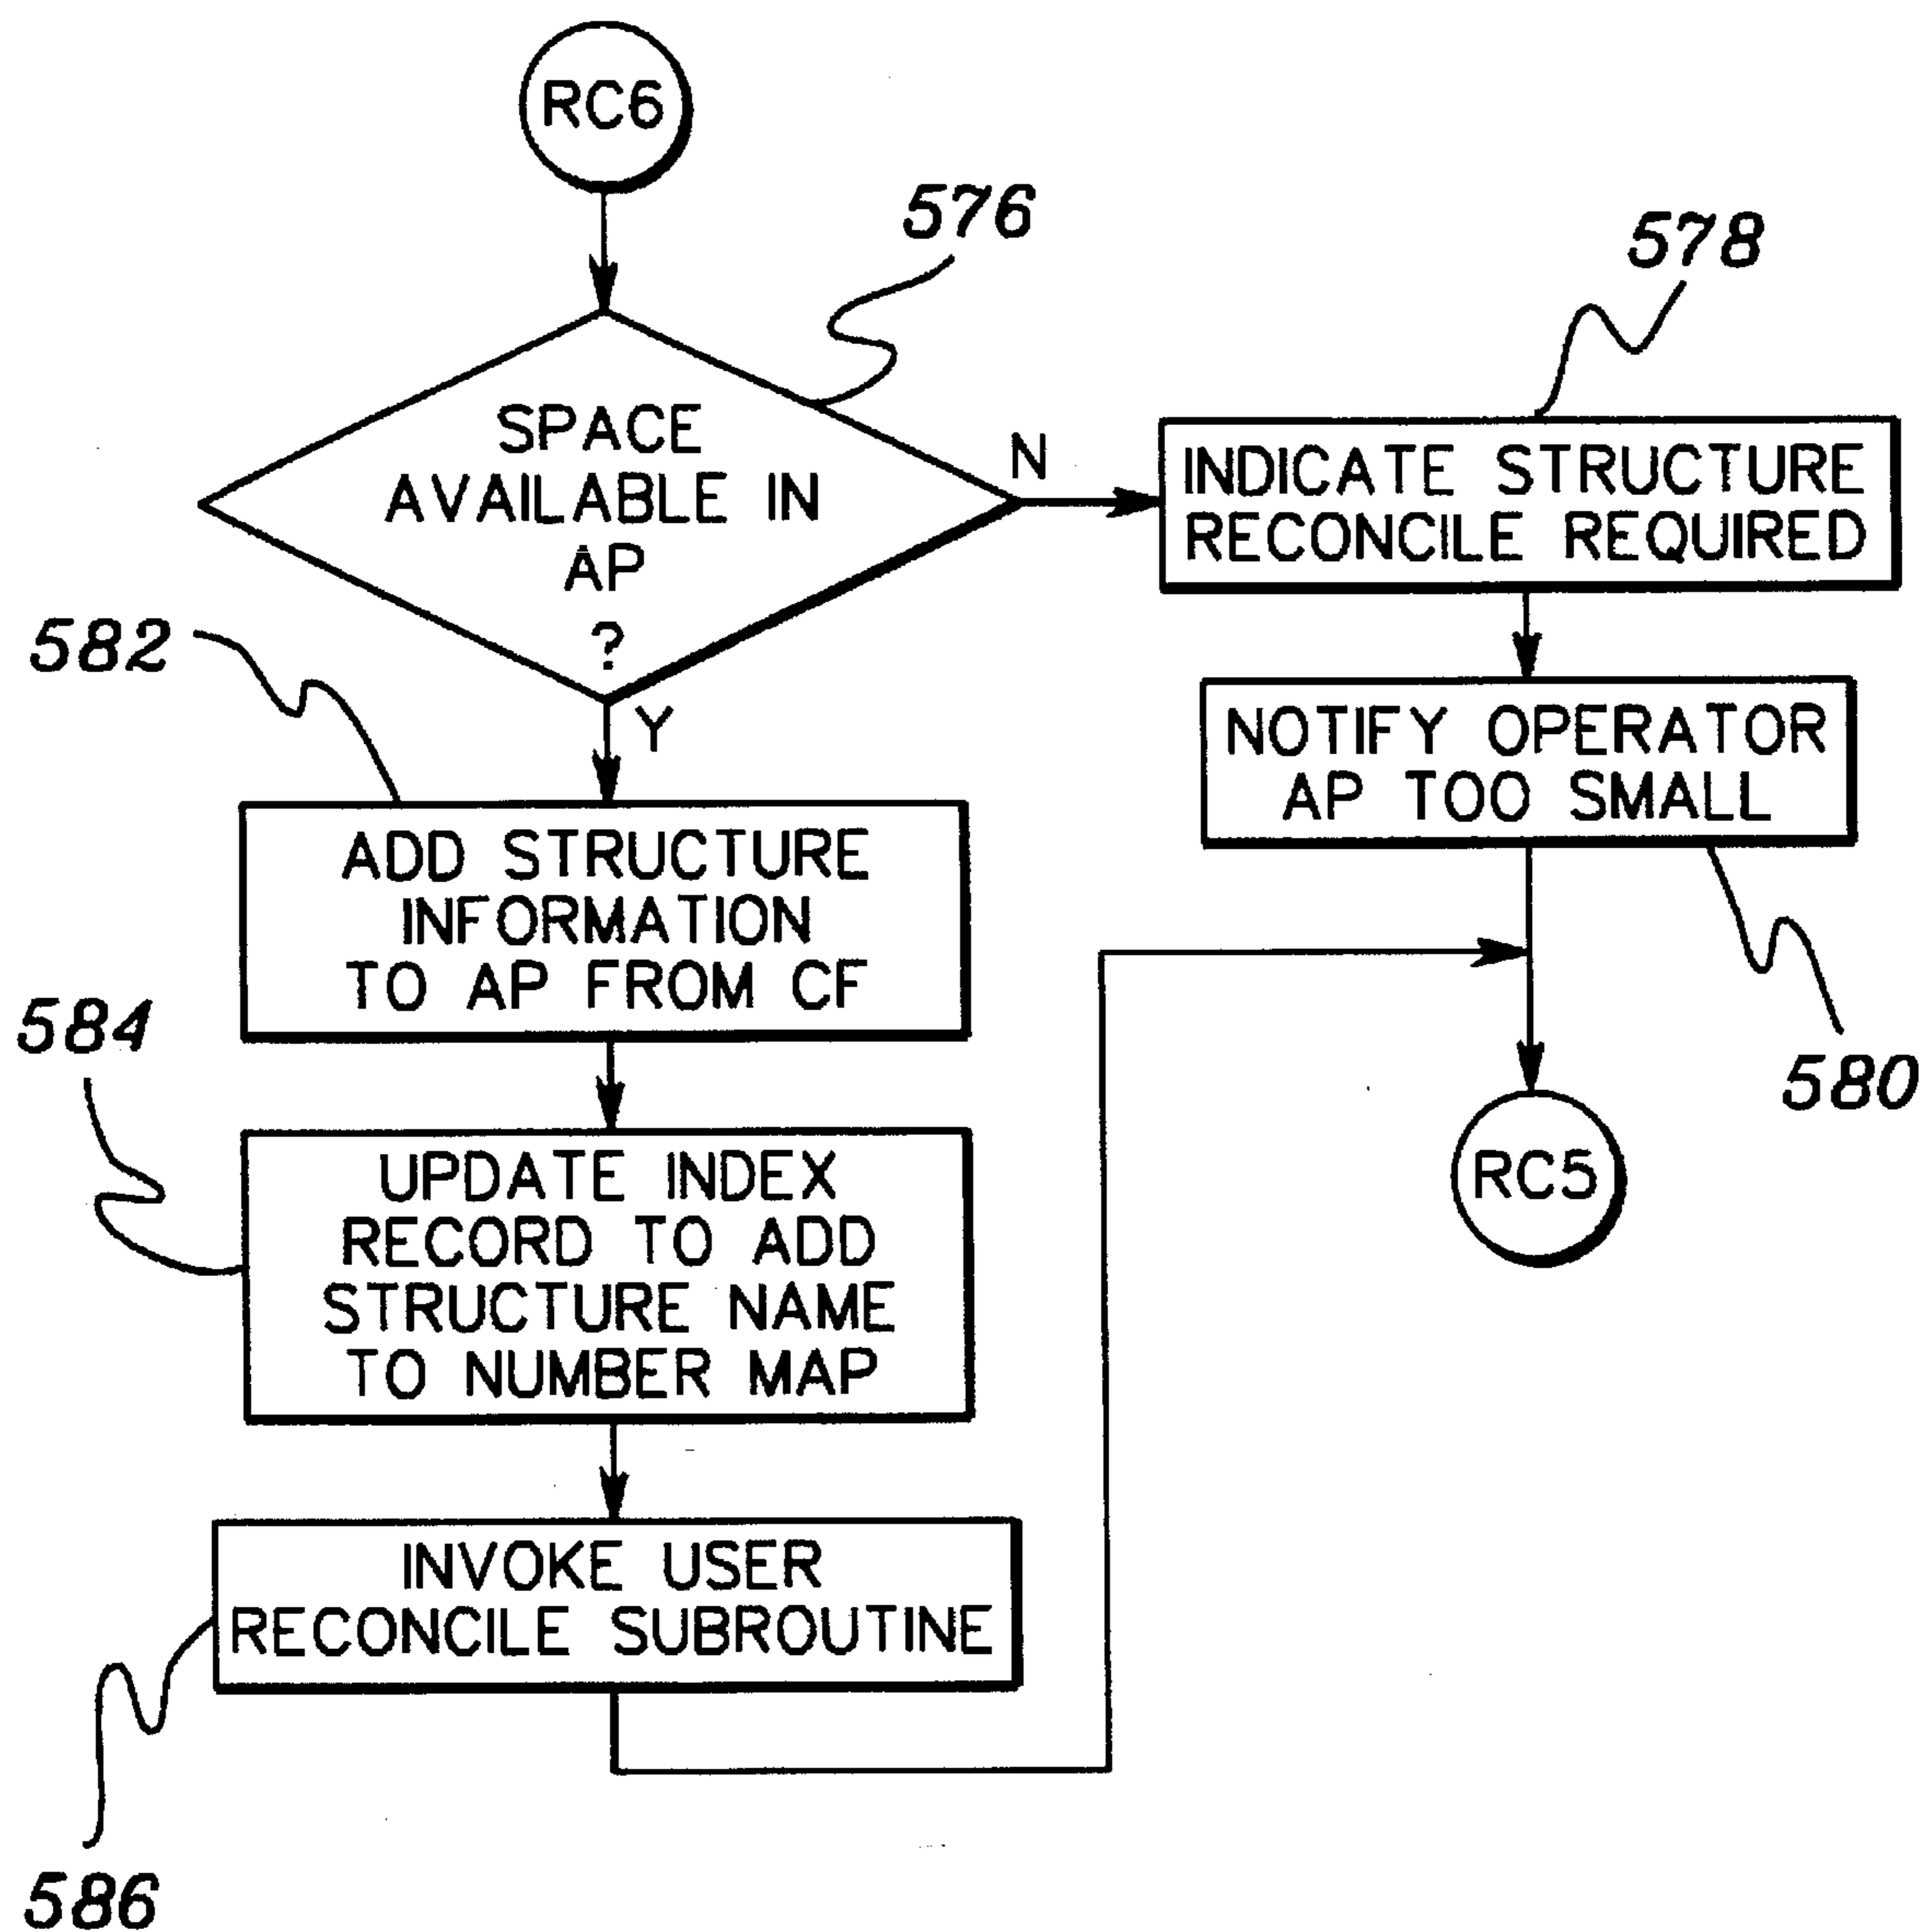 RC6
576
578
SPACE
AVAILABLE IN
AP
?
N
Y
INDICATE STRUCTURE
RECONCILE REQUIRED
582
NOTIFY OPERATOR
AP TOO SMALL
580
ADD STRUCTURE
INFORMATION
TO AP FROM CF
584
UPDATE INDEX
RECORD TO ADD
STRUCTURE NAME
TO NUMBER MAP
RC5
INVOKE USER
RECONCILE SUBROUTINE
586